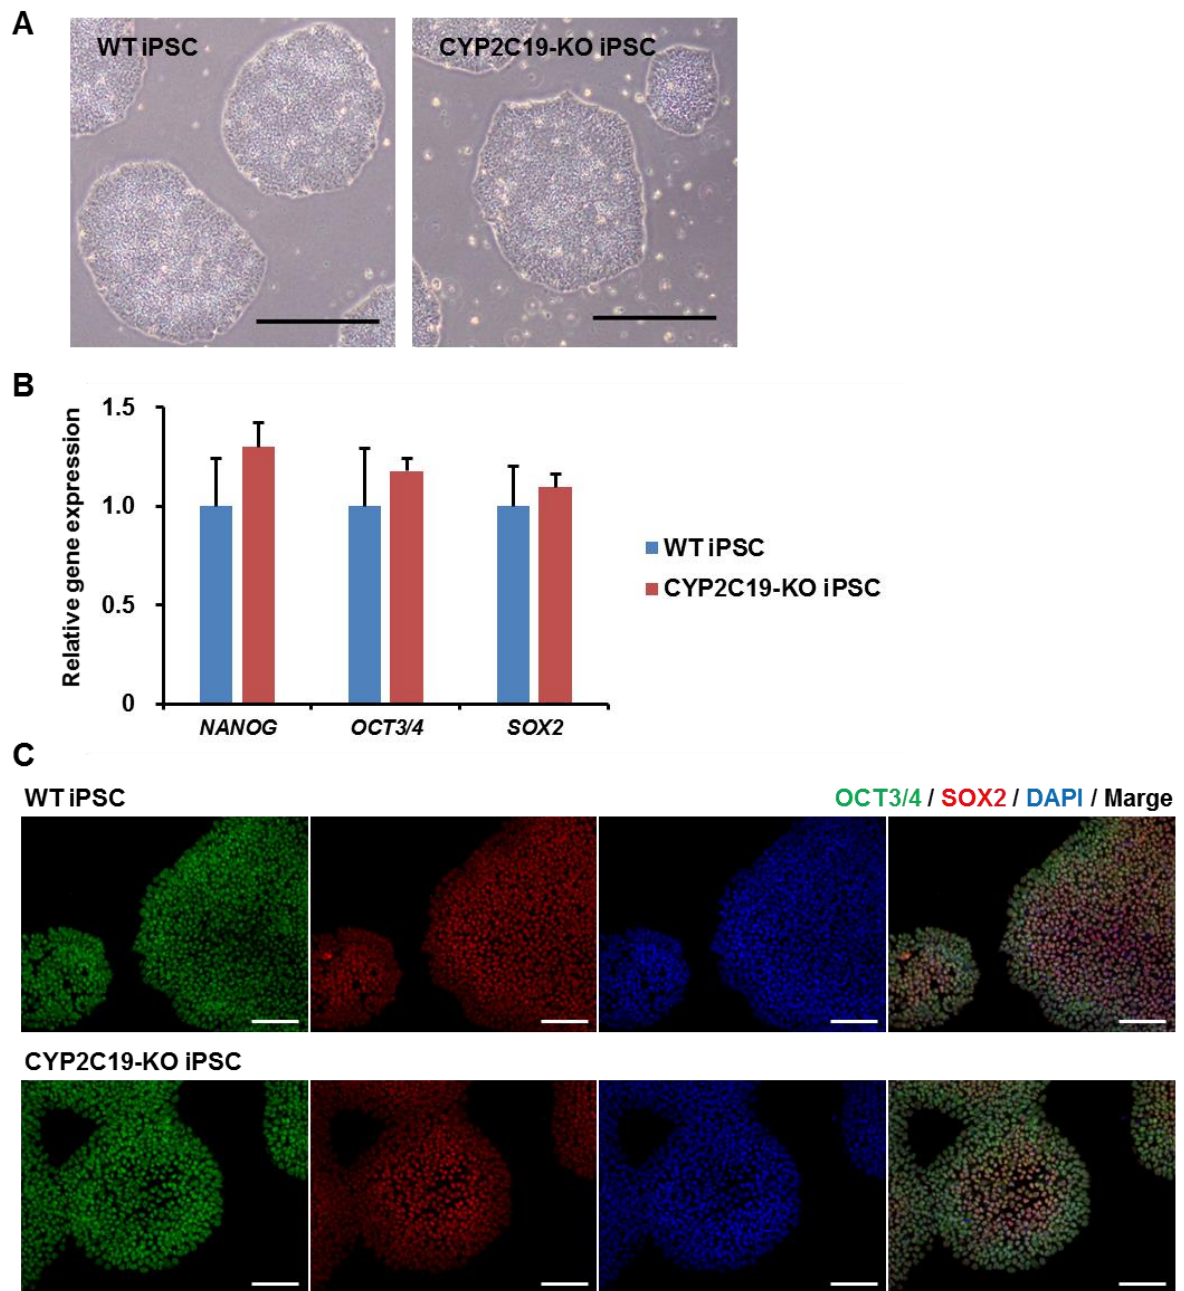 A
WT iPSC
CYP2C19-KO iPSC
B
Relative gene expression
1.5
1.0
0.5
0
NANOG
OCT3/4
SOX2
WT iPSC
CYP2C19-KO iPSC
C
WT iPSC
OCT3/4 / SOX2 / DAPI / Marge
CYP2C19-KO iPSC